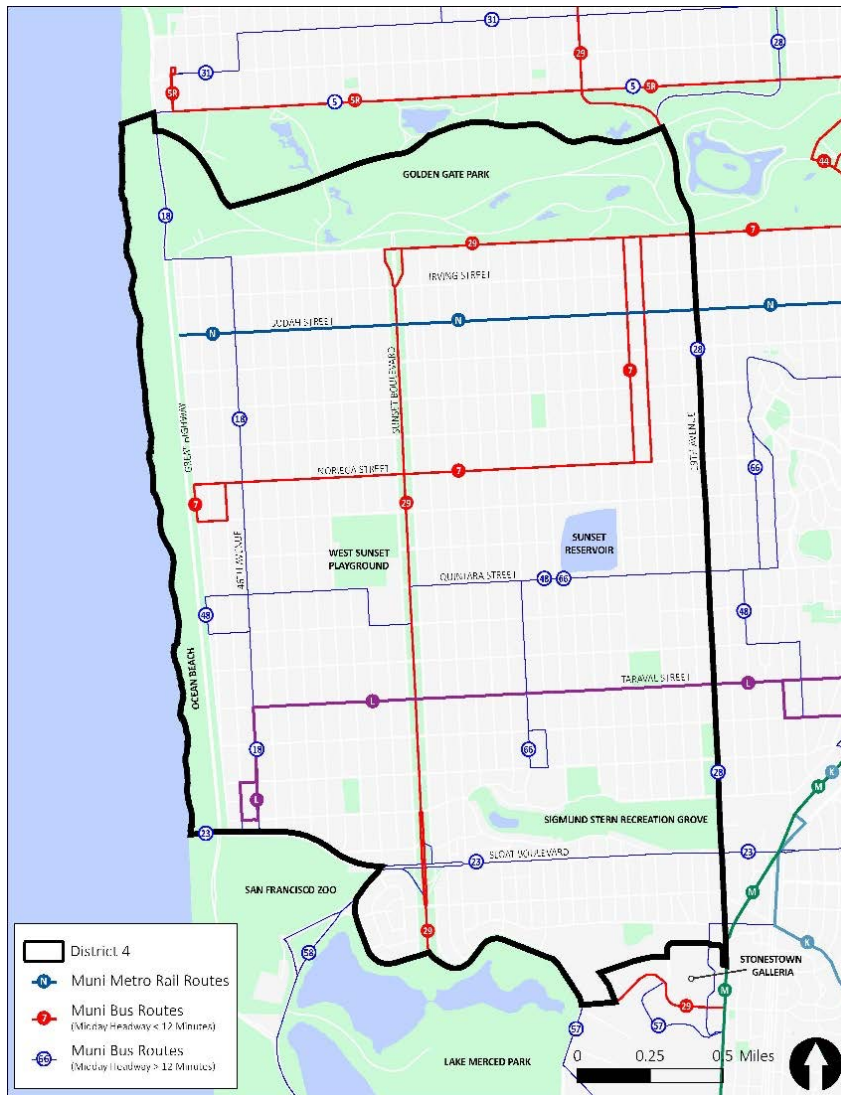 31
28
29
31
5R
5
5R
5
5R
44
GOLDEN GATE PARK
18
29
7
IRVING STREET
N
JUDAH STREET
N
N
28
7
SUNSET BOULEVARD
GREAT HIGHWAY
18
19TH AVENUE
NORIEGA STREET
7
66
7
29
WEST SUNSET
PLAYGROUND
SUNSET
RESERVOIR
46TH AVENUE
QUINTARA STREET
48
66
48
48
OCEAN BEACH
TARAVAL STREET
L
L
18
66
28
K
M
L
SIGMUND STERN RECREATION GROVE
23
SLOAT BOULEVARD
23
23
SAN FRANCISCO ZOO
M
K
29
58
STONESTOWN
GALLERIA
M
29
57
57
LAKE MERCED PARK
District 4
N
Muni Metro Rail Routes
7
Muni Bus Routes
(Midday Headway < 12 Minutes)
66
Muni Bus Routes
(Midday Headway > 12 Minutes)
0 0.25 0.5 Miles